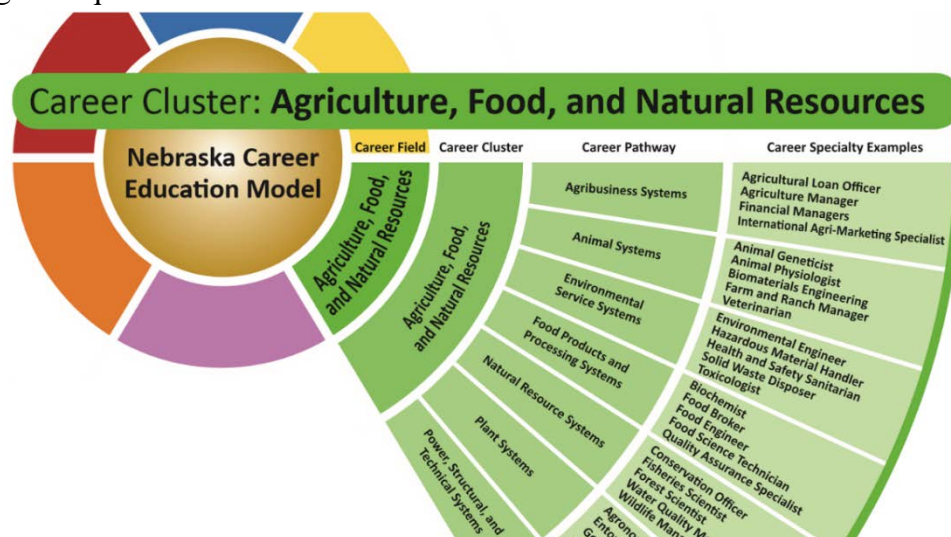 Career Cluster: Agriculture, Food, and Natural Resources
Nebraska Career
Education Model
Career Field
Career Cluster
Career Pathway
Career Specialty Examples
Agriculture, Food,
and Natural Resources
Agriculture, Food,
and Natural Resources
Agribusiness Systems
Agricultural Loan Officer
Agriculture Manager
Financial Managers
International Agri-Marketing Specialist
Animal Systems
Animal Geneticist
Animal Physiologist
Biomaterials Engineering
Farm and Ranch Manager
Veterinarian
Environmental
Service Systems
Environmental Engineer
Hazardous Material Handler
Health and Safety Sanitarian
Solid Waste Disposer
Toxicologist
Food Products and
Processing Systems
Biochemist
Food Broker
Food Engineer
Food Science Technician
Quality Assurance Specialist
Natural Resource Systems
Conservation Officer
Fisheries Scientist
Forest Scientist
Water Quality
Wildlife
Plant Systems
Power, Structural, and
Technical Systems